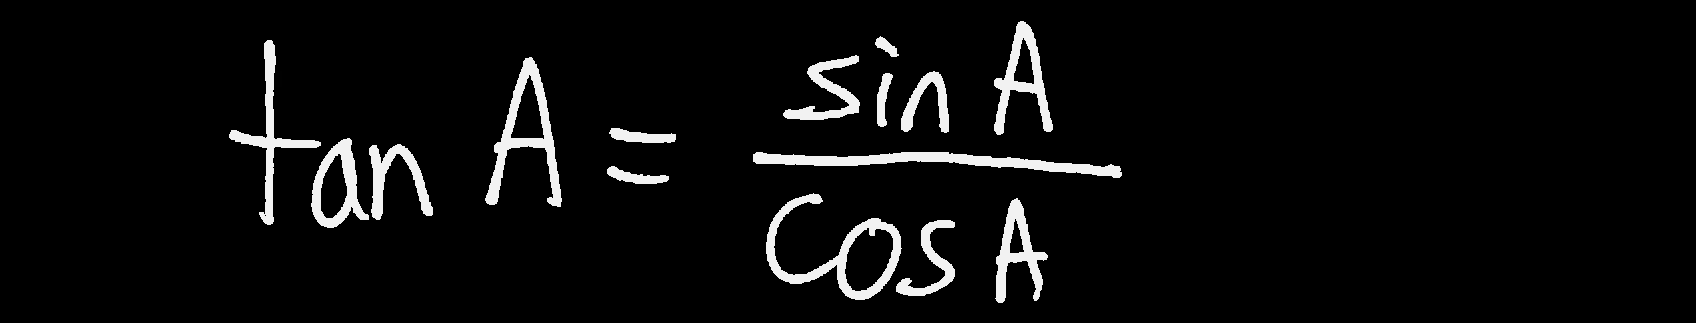 tan A = sin A / cos A